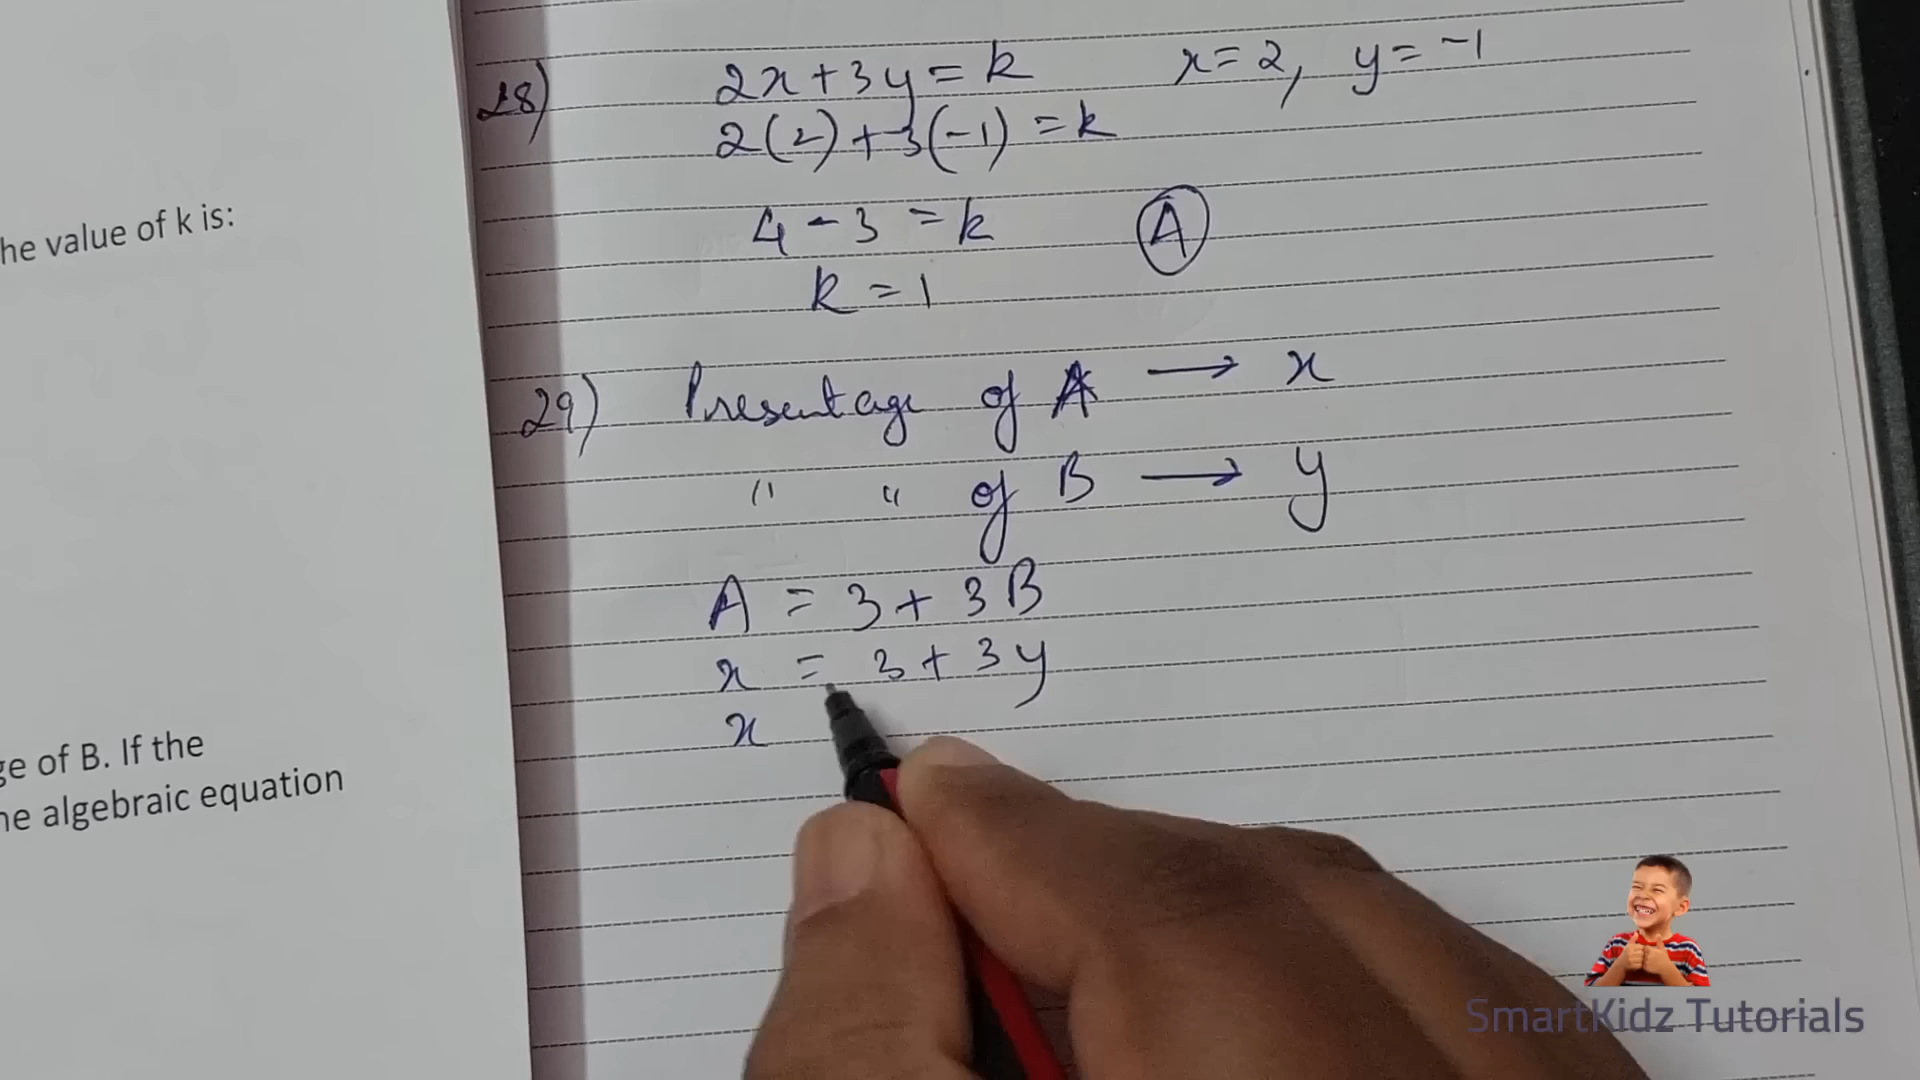 he value of k is:
ge of B. If the
he algebraic equation
28) 2x + 3y = k x = 2, y = -1
2(2) + 3(-1) = k
4 - 3 = k A
k = 1
29) Present age of A → x
" " of B → y
A = 3 + 3B
x = 3 + 3y
x
SmartKidz Tutorials